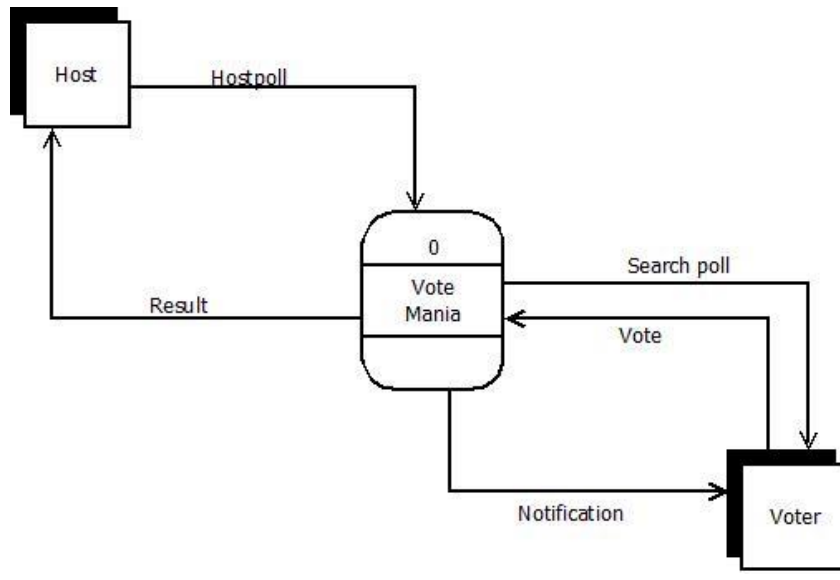 Host
Hostpoll
0
Vote
Mania
Search poll
Result
Vote
Notification
Voter